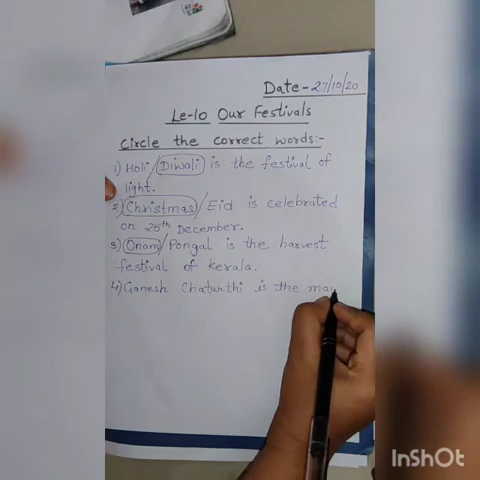 Date-27/10/20
Le-10 Our Festivals
Circle the correct words:-
1) Holi/Diwali is the festival of
light.
2) Christmas/Eid is celebrated
on 25th December.
3) Onam/Pongal is the harvest
festival of kerala.
4) Ganesh Chaturthi is the ma
InShOt